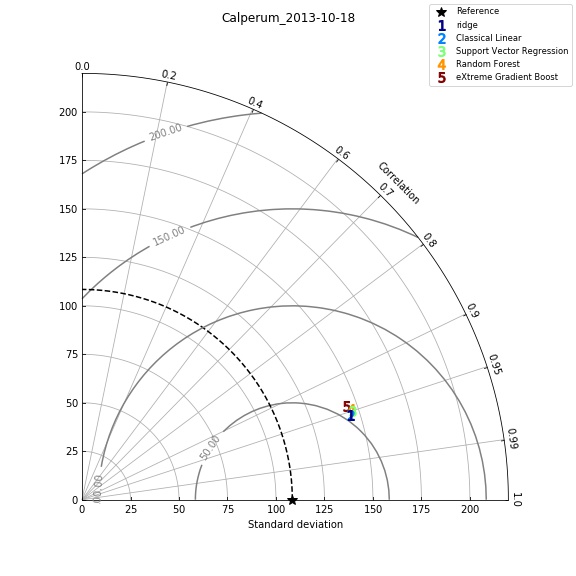 Calperum_2013-10-18
Reference
1 ridge
2 Classical Linear
3 Support Vector Regression
4 Random Forest
5 eXtreme Gradient Boost
0.0
0.2
0.4
0.6
Correlation
0.7
0.8
0.9
0.95
0.99
1.0
200
175
150
125
100
75
50
25
0
200.00
150.00
50.00
5
1
0 25 50 75 100 125 150 175 200
Standard deviation